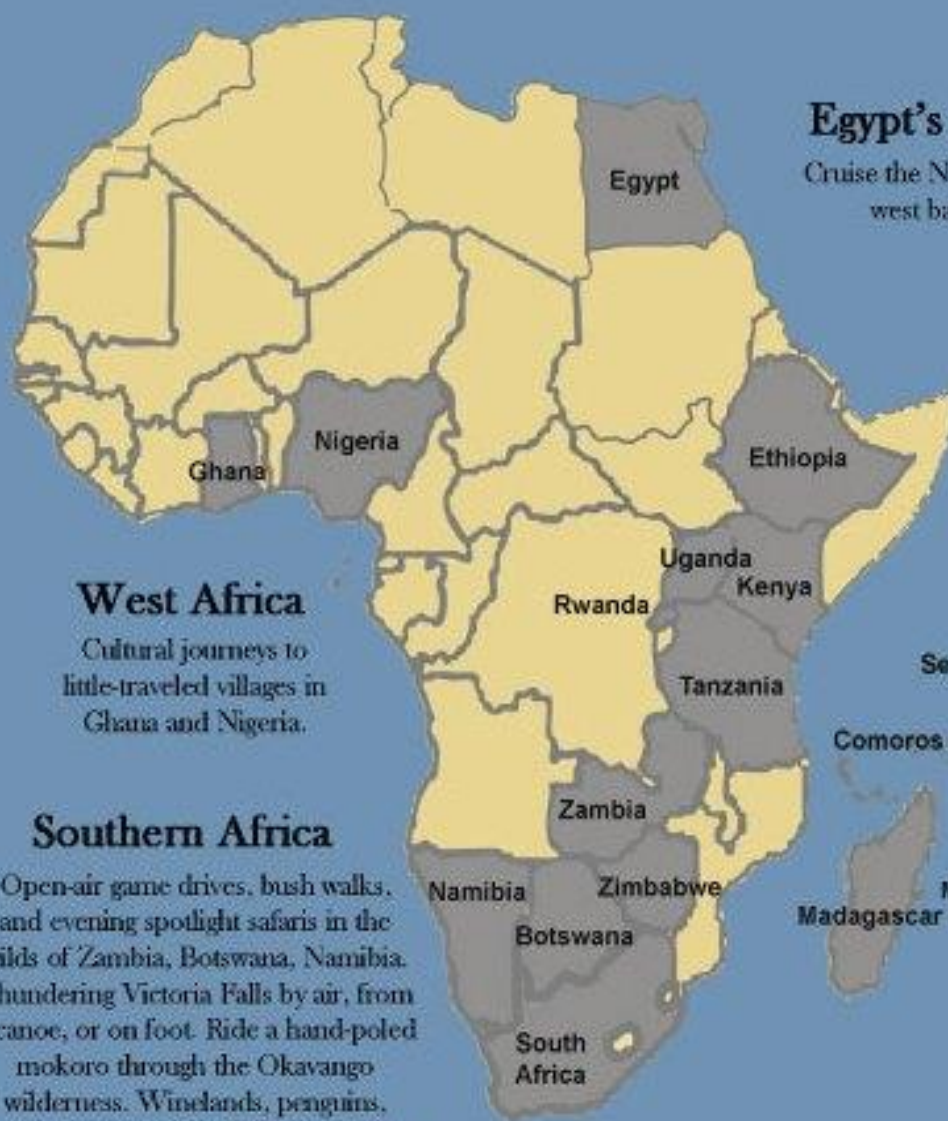 Egypt's
Cruise the N
west ba
Egypt
Nigeria
Ghana
Ethiopia
Uganda
Kenya
Rwanda
Tanzania
Se
Comoros
Zambia
Namibia
Zimbabwe
Botswana
Madagascar
South
Africa
West Africa
Cultural journeys to
little-traveled villages in
Ghana and Nigeria.
Southern Africa
Open-air game drives, bush walks,
and evening spotlight safaris in the
ilds of Zambia, Botswana, Namibia.
hundering Victoria Falls by air, from
canoe, or on foot. Ride a hand-poled
mokoro through the Okavango
wilderness. Winelands, penguins,